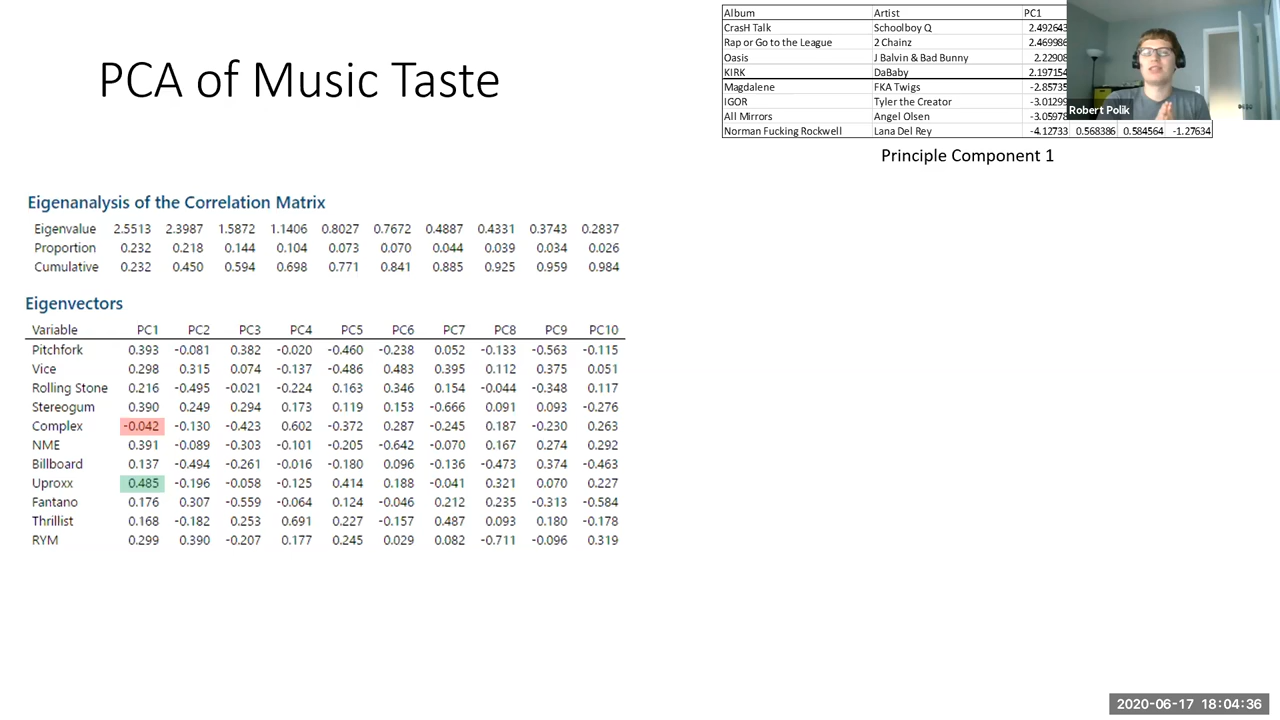 PCA of Music Taste
Album Artist PC1
CrasH Talk Schoolboy Q 2.492643
Rap or Go to the League 2 Chainz 2.469986
Oasis J Balvin & Bad Bunny 2.22908
KIRK DaBaby 2.197154
Magdalene FKA Twigs -2.85735
IGOR Tyler the Creator -3.01299
All Mirrors Angel Olsen -3.05978
Norman Fucking Rockwell Lana Del Rey -4.12733 0.568386 0.584564 -1.27634
Robert Polik
Principle Component 1
Eigenanalysis of the Correlation Matrix
Eigenvalue 2.5513 2.3987 1.5872 1.1406 0.8027 0.7672 0.4887 0.4331 0.3743 0.2837
Proportion 0.232 0.218 0.144 0.104 0.073 0.070 0.044 0.039 0.034 0.026
Cumulative 0.232 0.450 0.594 0.698 0.771 0.841 0.885 0.925 0.959 0.984
Eigenvectors
Variable PC1 PC2 PC3 PC4 PC5 PC6 PC7 PC8 PC9 PC10
Pitchfork 0.393 -0.081 0.382 -0.020 -0.460 -0.238 0.052 -0.133 -0.563 -0.115
Vice 0.298 0.315 0.074 -0.137 -0.486 0.483 0.395 0.112 0.375 0.051
Rolling Stone 0.216 -0.495 -0.021 -0.224 0.163 0.346 0.154 -0.044 -0.348 0.117
Stereogum 0.390 0.249 0.294 0.173 0.119 0.153 -0.666 0.091 0.093 -0.276
Complex -0.042 -0.130 -0.423 0.602 -0.372 0.287 -0.245 0.187 -0.230 0.263
NME 0.391 -0.089 -0.303 -0.101 -0.205 -0.642 -0.070 0.167 0.274 0.292
Billboard 0.137 -0.494 -0.261 -0.016 -0.180 0.096 -0.136 -0.473 0.374 -0.463
Uproxx 0.485 -0.196 -0.058 -0.125 0.414 0.188 -0.041 0.321 0.070 0.227
Fantano 0.176 0.307 -0.559 -0.064 0.124 -0.046 0.212 0.235 -0.313 -0.584
Thrillist 0.168 -0.182 0.253 0.691 0.227 -0.157 0.487 0.093 0.180 -0.178
RYM 0.299 0.390 -0.207 0.177 0.245 0.029 0.082 -0.711 -0.096 0.319
2020-06-17 18:04:36